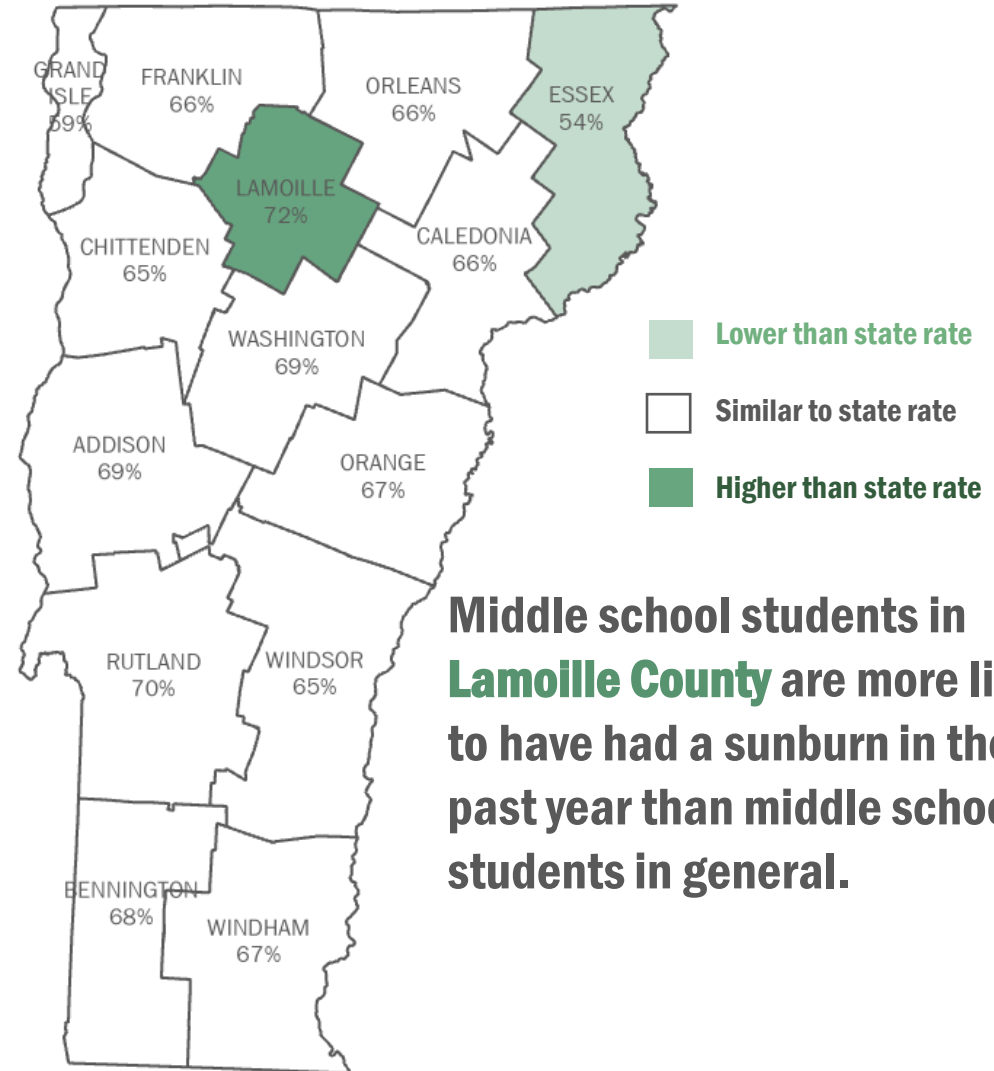 GRAND
ISLE
59%
FRANKLIN
66%
ORLEANS
66%
ESSEX
54%
LAMOILLE
72%
CHITTENDEN
65%
CALEDONIA
66%
WASHINGTON
69%
Lower than state rate
Similar to state rate
Higher than state rate
ADDISON
69%
ORANGE
67%
RUTLAND
70%
WINDSOR
65%
BENNINGTON
68%
WINDHAM
67%
Middle school students in
Lamoille County are more
to have had a sunburn in
past year than middle
students in general.